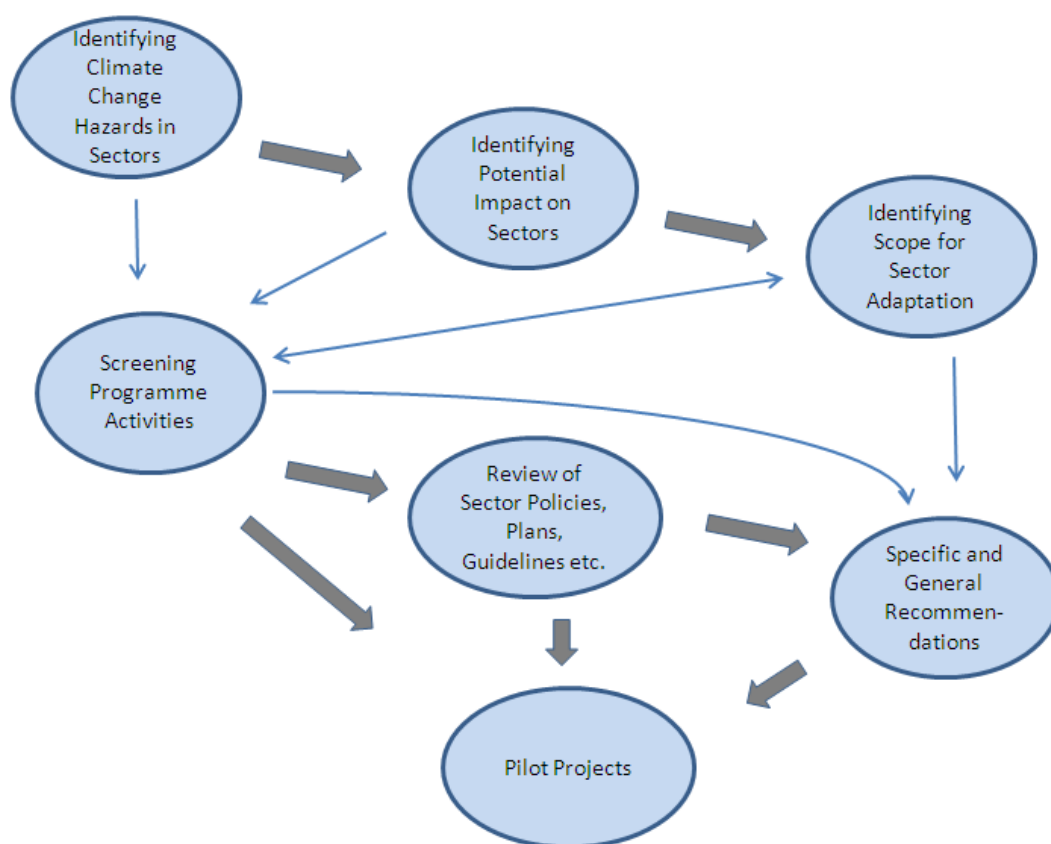 Identifying
Climate
Change
Hazards in
Sectors
Identifying
Potential
Impact on
Sectors
Identifying
Scope for
Sector
Adaptation
Screening
Programme
Activities
Review of
Sector Policies,
Plans,
Guidelines etc.
Specific and
General
Recommen-
dations
Pilot Projects